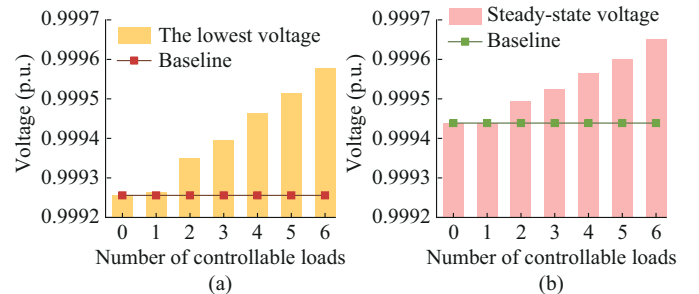 0.9997
0.9996
0.9995
0.9994
0.9993
0.9992
Voltage (p.u.)
The lowest voltage
Baseline
0 1 2 3 4 5 6
Number of controllable loads
(a)
0.9997
0.9996
0.9995
0.9994
0.9993
0.9992
Voltage (p.u.)
Steady-state voltage
Baseline
0 1 2 3 4 5 6
Number of controllable loads
(b)